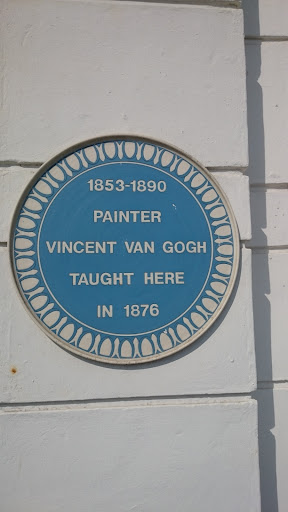 1853-1890
PAINTER
VINCENT VAN GOGH
TAUGHT HERE
IN 1876